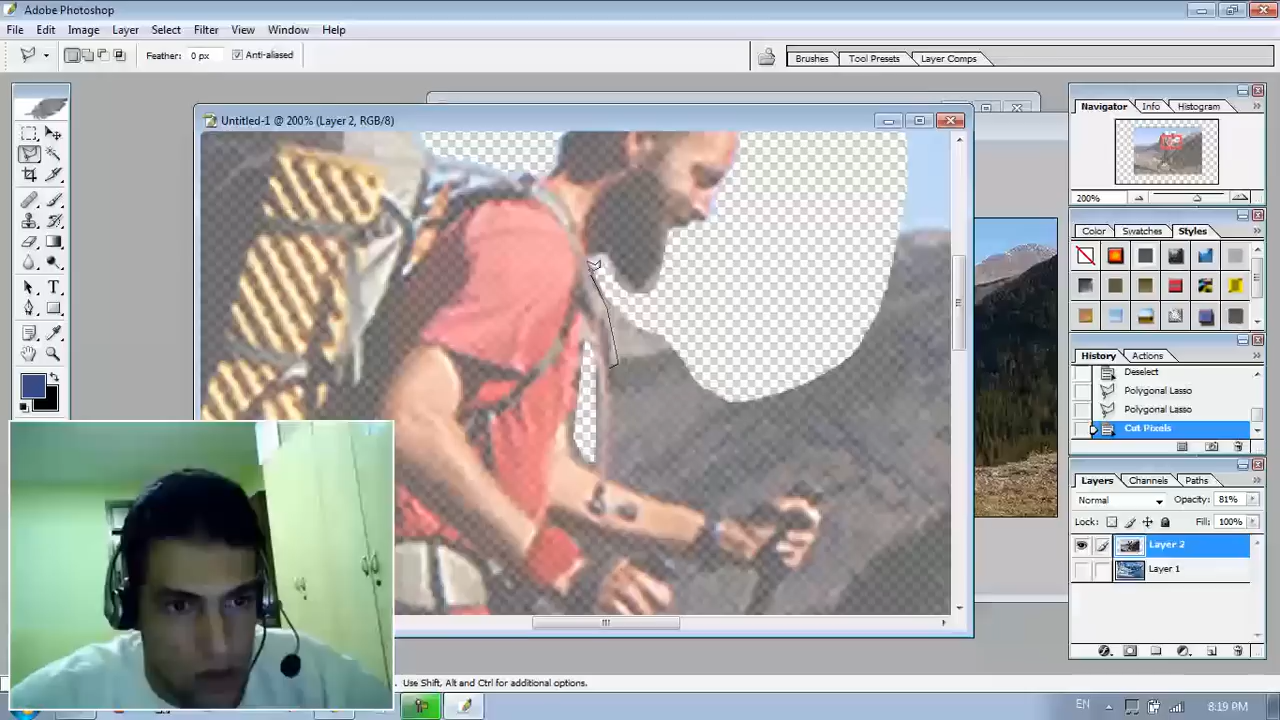 Adobe Photoshop
File Edit Image Layer Select Filter View Window Help
Feather: 0 px Anti-aliased
Brushes Tool Presets Layer Comps
Untitled-1 @ 200% (Layer 2, RGB/8)
Navigator Info Histogram
200%
Color Swatches Styles
History Actions
Deselect
Polygonal Lasso
Polygonal Lasso
Cut Pixels
Layers Channels Paths
Normal Opacity: 81%
Lock: Fill: 100%
Layer 2
Layer 1
Use Shift, Alt and Ctrl for additional options.
EN 8:19 PM